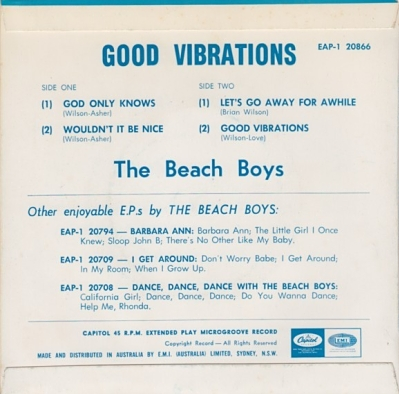 GOOD VIBRATIONS
EAP-1 20866
SIDE ONE
(1) GOD ONLY KNOWS
(Wilson-Asher)
(2) WOULDN'T IT BE NICE
(Wilson-Asher)
SIDE TWO
(1) LET'S GO AWAY FOR AWHILE
(Brian Wilson)
(2) GOOD VIBRATIONS
(Wilson-Love)
The Beach Boys
Other enjoyable E.P.s by THE BEACH BOYS:
EAP-1 20794 — BARBARA ANN: Barbara Ann; The Little Girl I Once
Knew; Sloop John B; There's No Other Like My Baby.
EAP-1 20709 — I GET AROUND: Don't Worry Babe; I Get Around;
In My Room; When I Grow Up.
EAP-1 20708 — DANCE, DANCE, DANCE WITH THE BEACH BOYS:
California Girl; Dance, Dance, Dance; Do You Wanna Dance;
Help Me, Rhonda.
CAPITOL 45 R.P.M. EXTENDED PLAY MICROGROOVE RECORD
Copyright Record — All Rights Reserved
MADE AND DISTRIBUTED IN AUSTRALIA BY E.M.I. (AUSTRALIA) LIMITED, SYDNEY, N.S.W.
Capitol
EMI